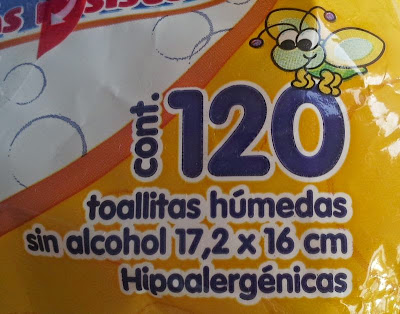 cont. 120
toallitas húmedas
sin alcohol 17,2 x 16 cm
Hipoalergénicas